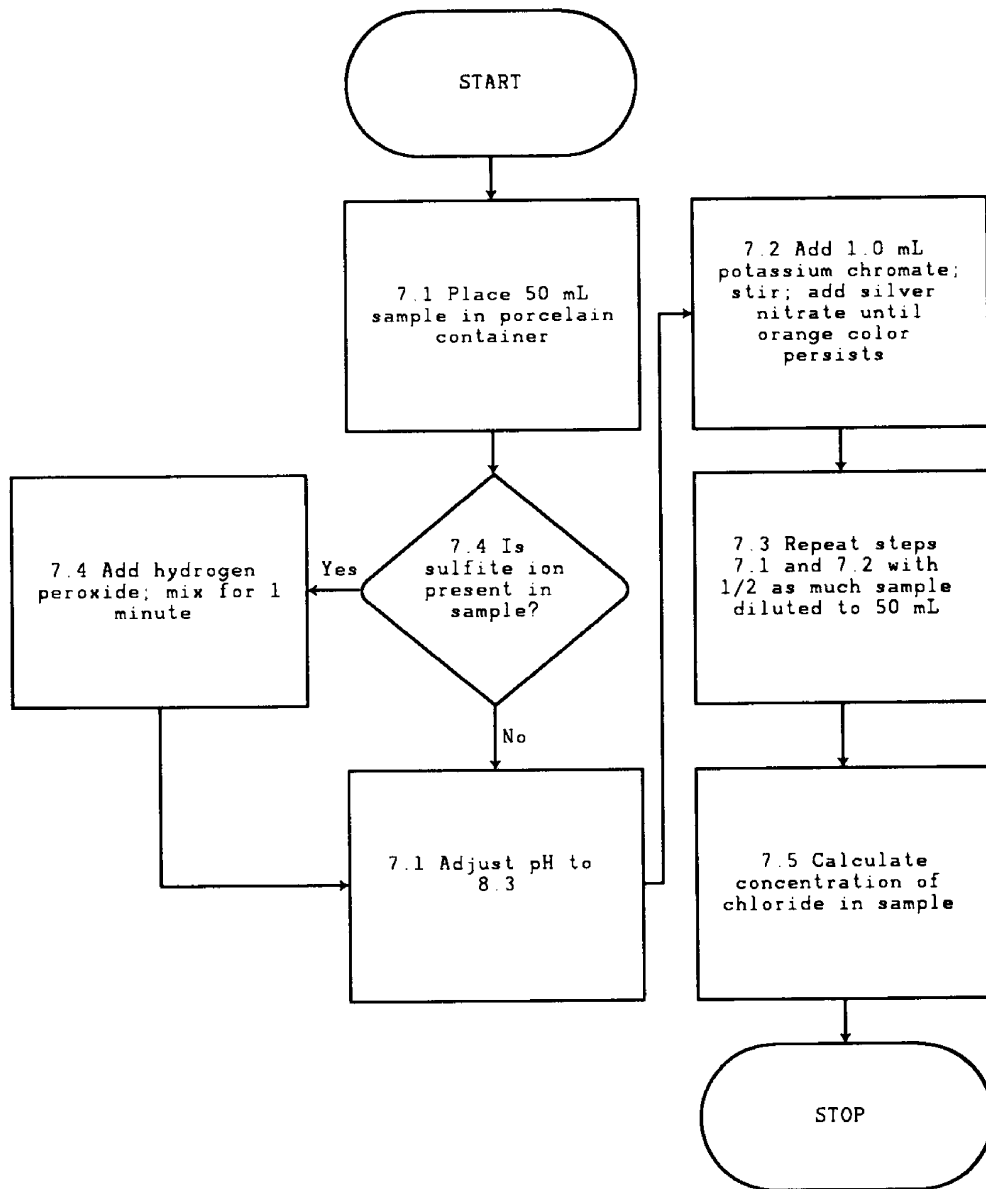 START
7.1 Place 50 mL
sample in porcelain
container
7.4 Is
sulfite ion
present in
sample?
Yes
7.4 Add hydrogen
peroxide; mix for 1
minute
No
7.1 Adjust pH to
8.3
7.2 Add 1.0 mL
potassium chromate;
stir; add silver
nitrate until
orange color
persists
7.3 Repeat steps
7.1 and 7.2 with
1/2 as much sample
diluted to 50 mL
7.5 Calculate
concentration of
chloride in sample
STOP